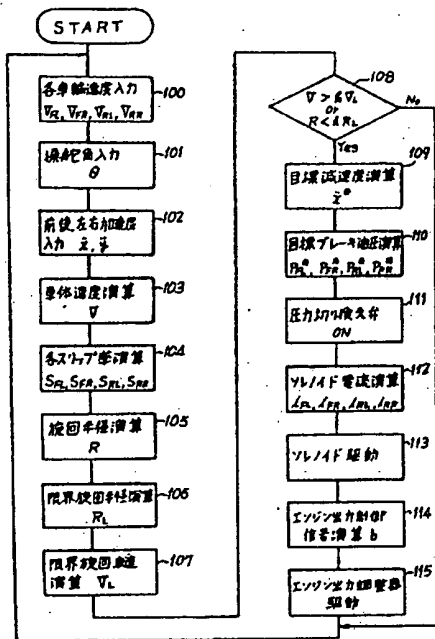 START
各車輪速度入力
V_FL, V_FR, V_RL, V_RR
100
操舵角入力
θ
101
前後左右加速度
入力 ẍ, ÿ
102
車体速度演算
V
103
各スリップ率演算
S_FL, S_FR, S_RL, S_RR
104
旋回半径演算
R
105
限界旋回半径演算
R_L
106
限界旋回車速
演算 V_L
107
108
V > kV_L
or
R < kR_L
No
Yes
目標減速度演算
ẍ*
109
目標ブレーキ液圧演算
P_FL*, P_FR*, P_RL*, P_RR*
110
圧力切り換え弁
ON
111
ソレノイド電流演算
i_FL, i_FR, i_RL, i_RR
112
ソレノイド駆動
113
エンジン出力制御
信号演算 b
114
エンジン出力調整器
駆動
115